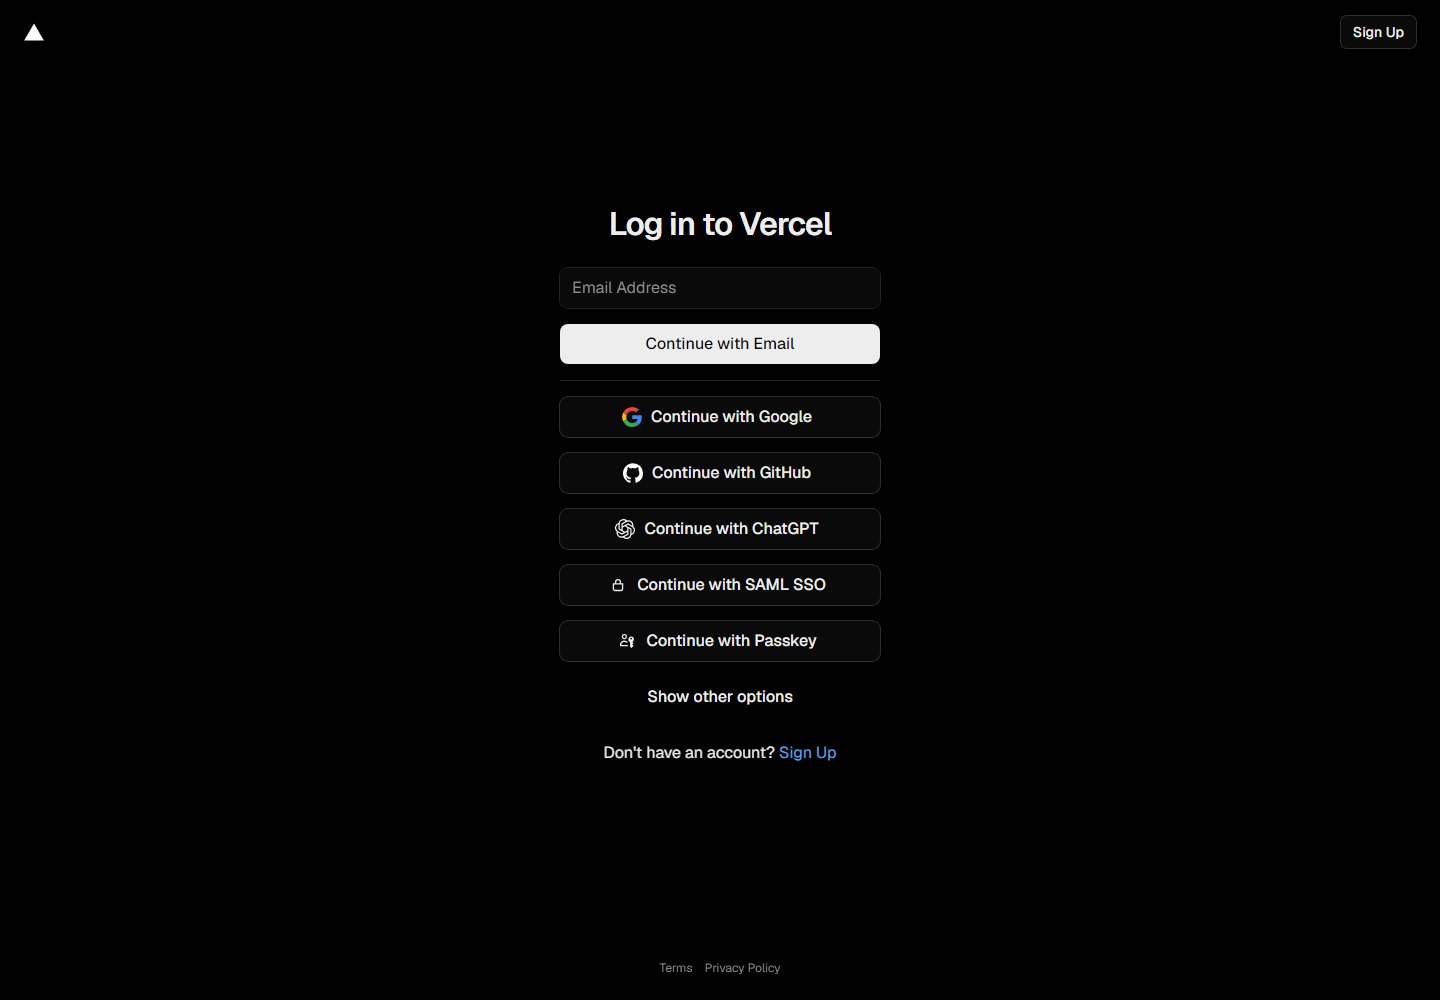 Sign Up
Log in to Vercel
Email Address
Continue with Email
Continue with Google
Continue with GitHub
Continue with ChatGPT
Continue with SAML SSO
Continue with Passkey
Show other options
Don't have an account? Sign Up
Terms Privacy Policy